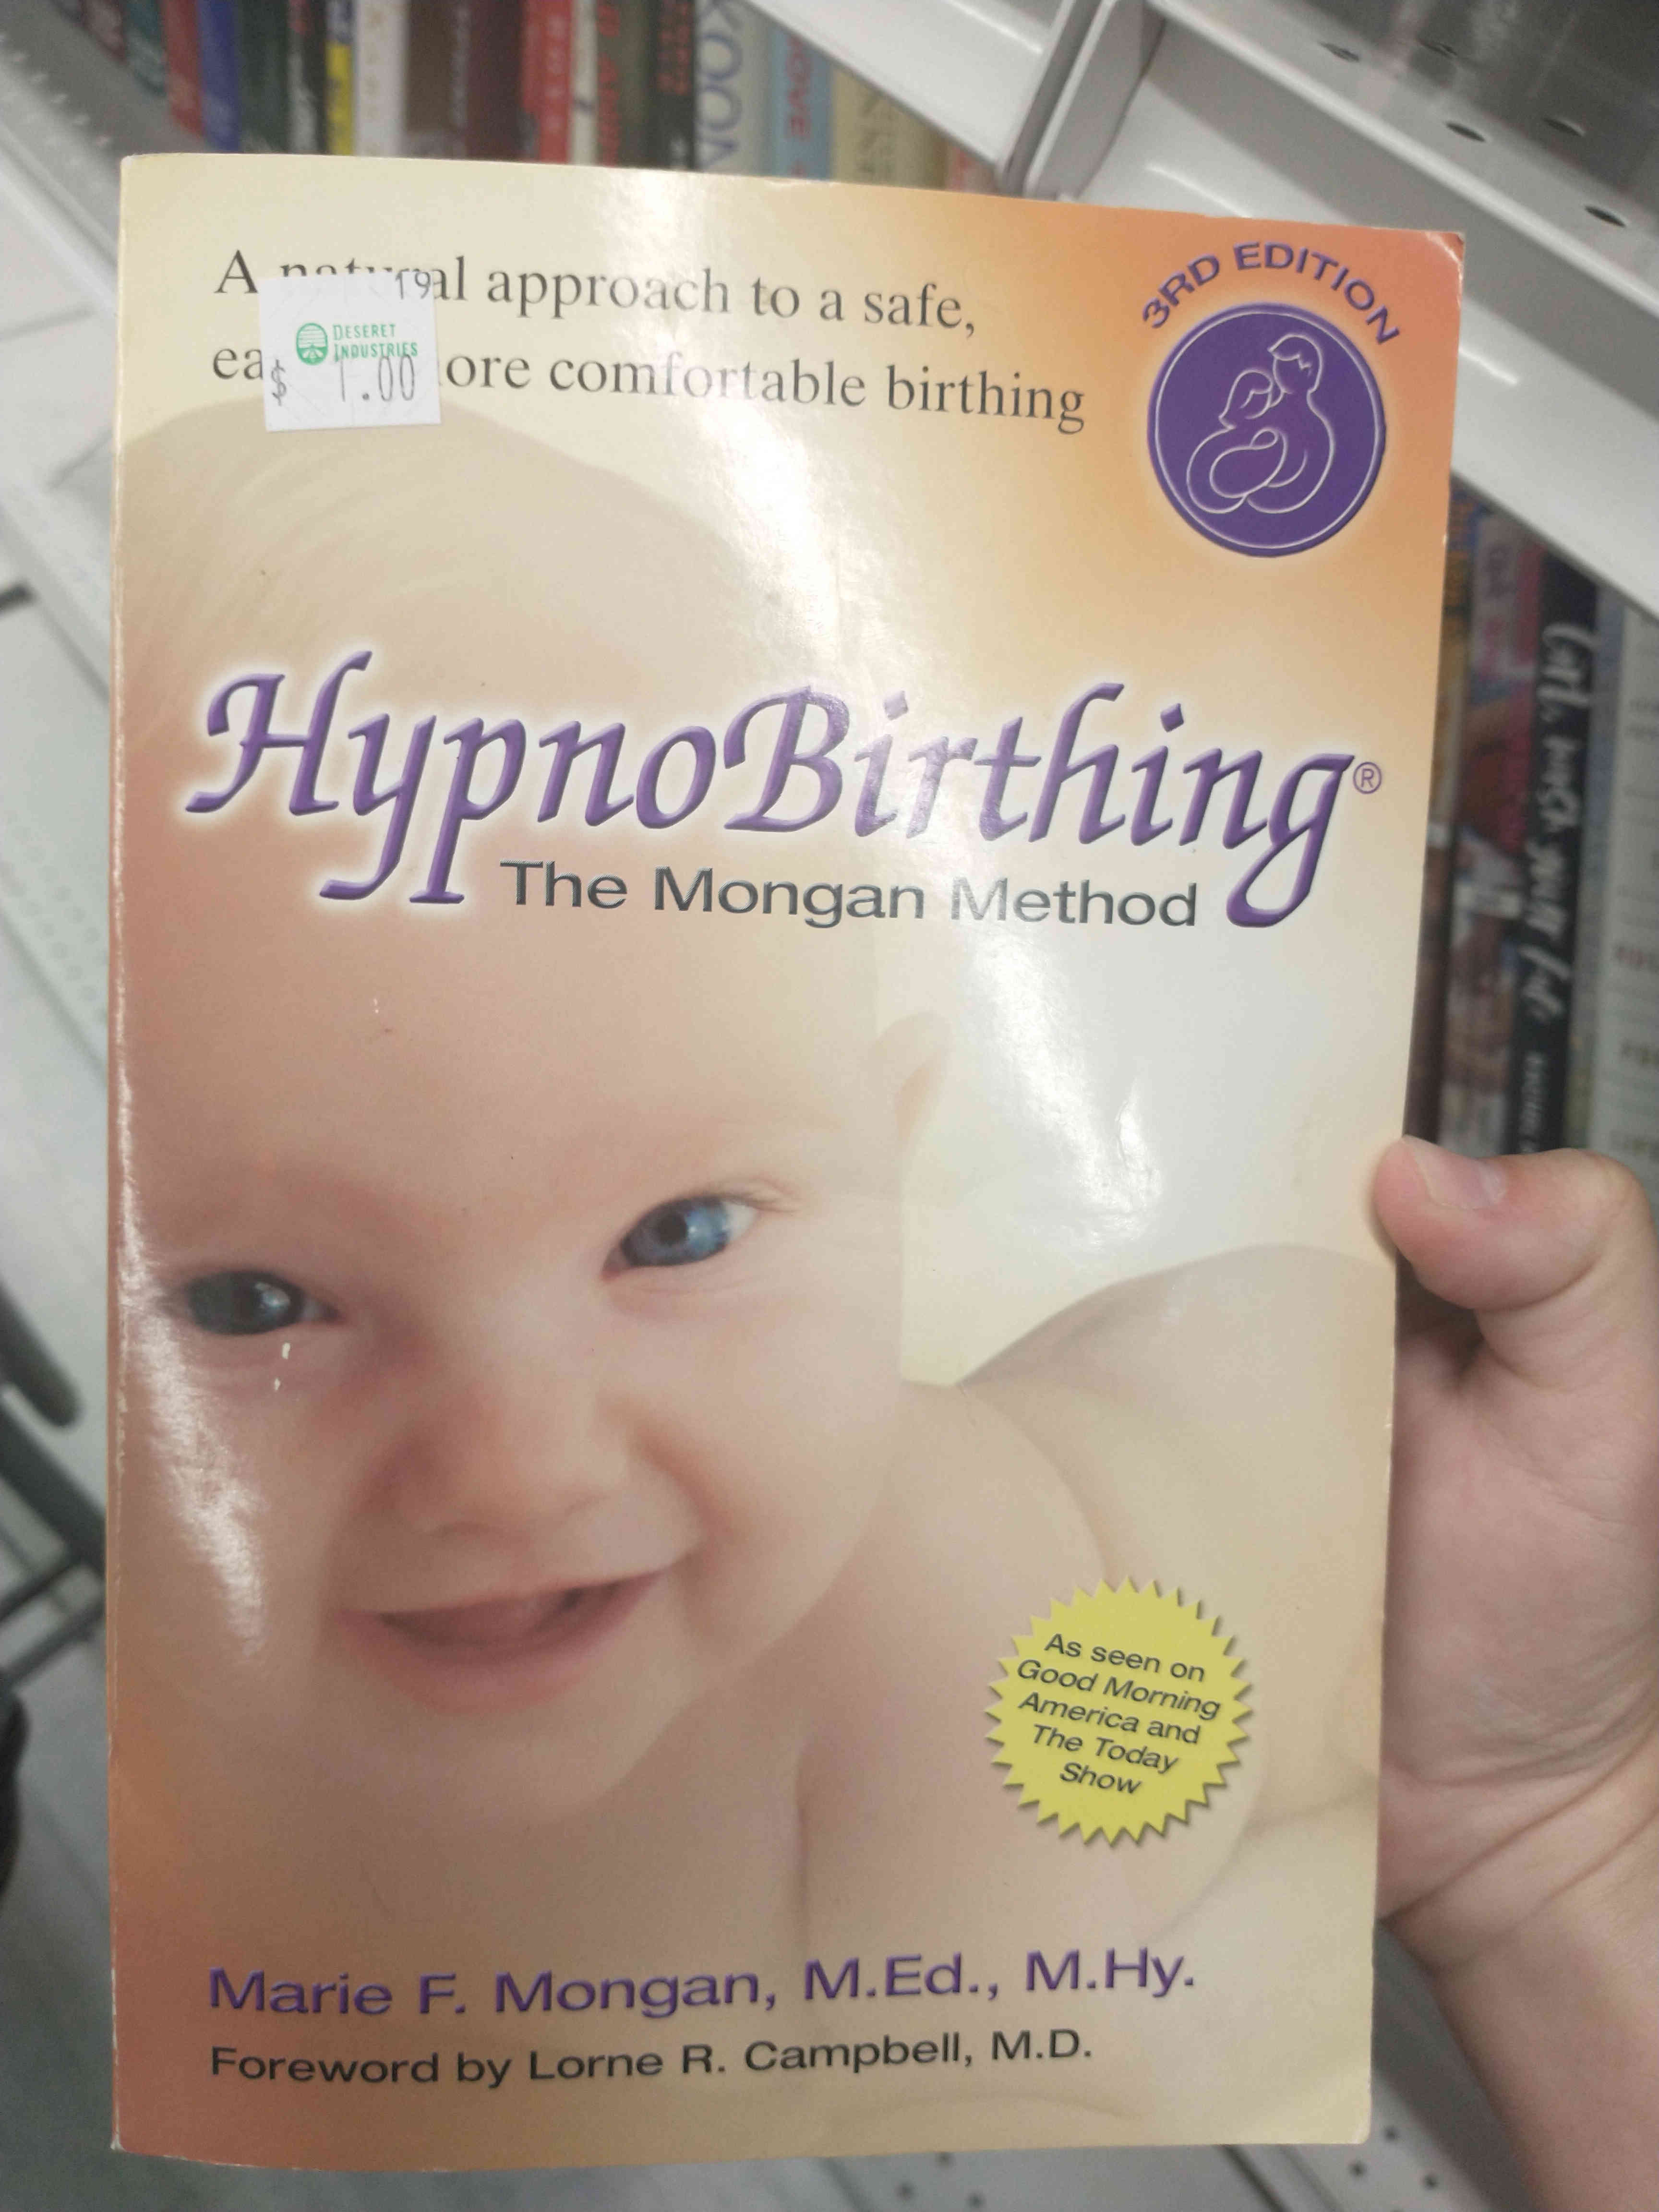 A natural approach to a safe,
ea ore comfortable birthing
19
DESERET
INDUSTRIES
$ 1.00
3RD EDITION
HypnoBirthing®
The Mongan Method
As seen on
Good Morning
America and
The Today
Show
Marie F. Mongan, M.Ed., M.Hy.
Foreword by Lorne R. Campbell, M.D.